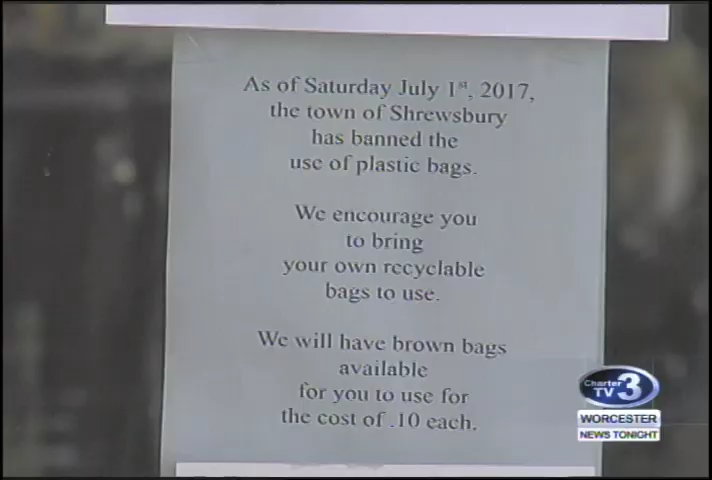 As of Saturday July 1st, 2017,
the town of Shrewsbury
has banned the
use of plastic bags.
We encourage you
to bring
your own recyclable
bags to use.
We will have brown bags
available
for you to use for
the cost of .10 each.
Charter
TV 3
WORCESTER
NEWS TONIGHT